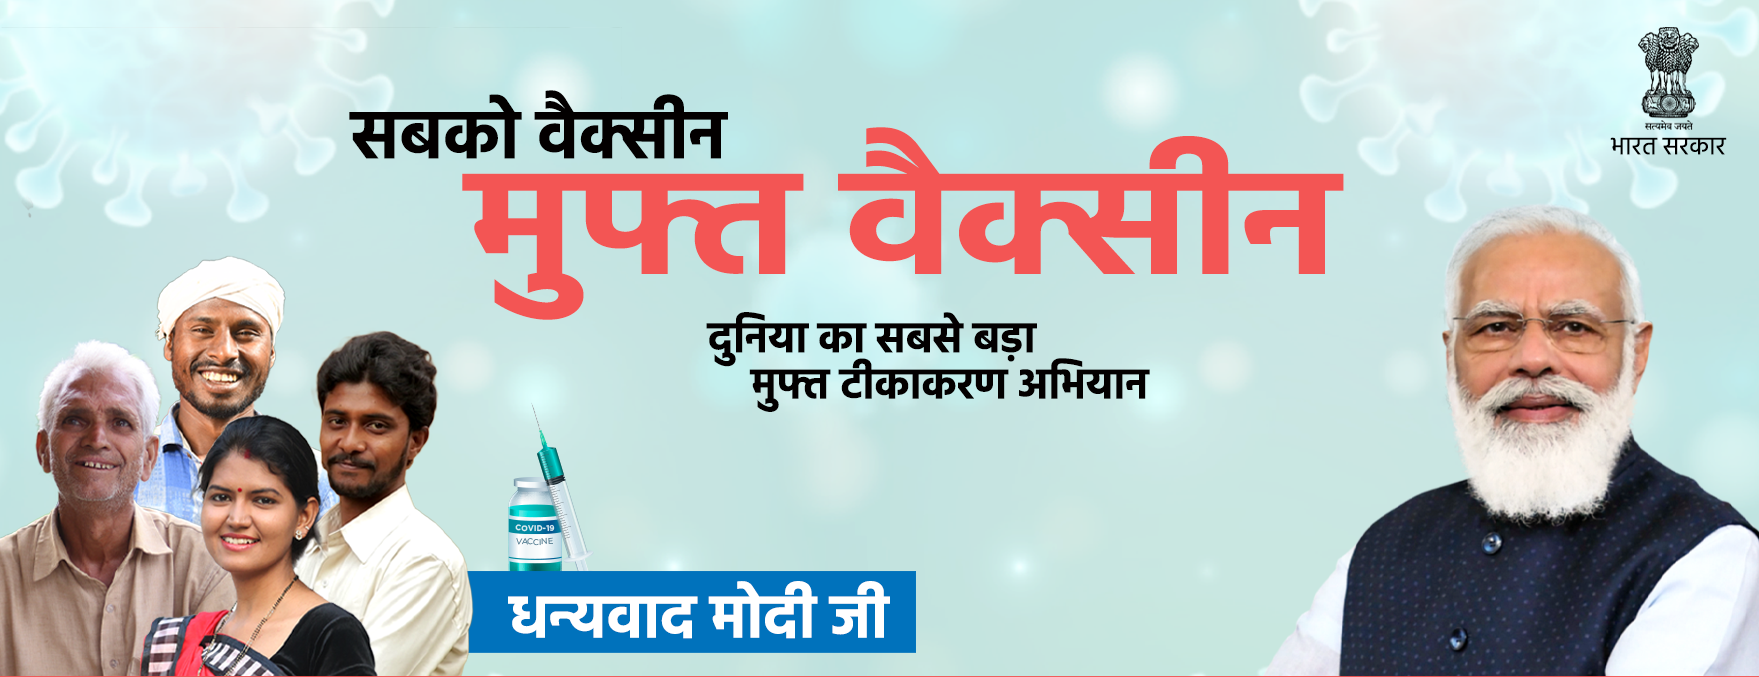 सबको वैक्सीन
मुफ्त वैक्सीन
दुनिया का सबसे बड़ा
मुफ्त टीकाकरण अभियान
सत्यमेव जयते
भारत सरकार
COVID-19
VACCINE
धन्यवाद मोदी जी